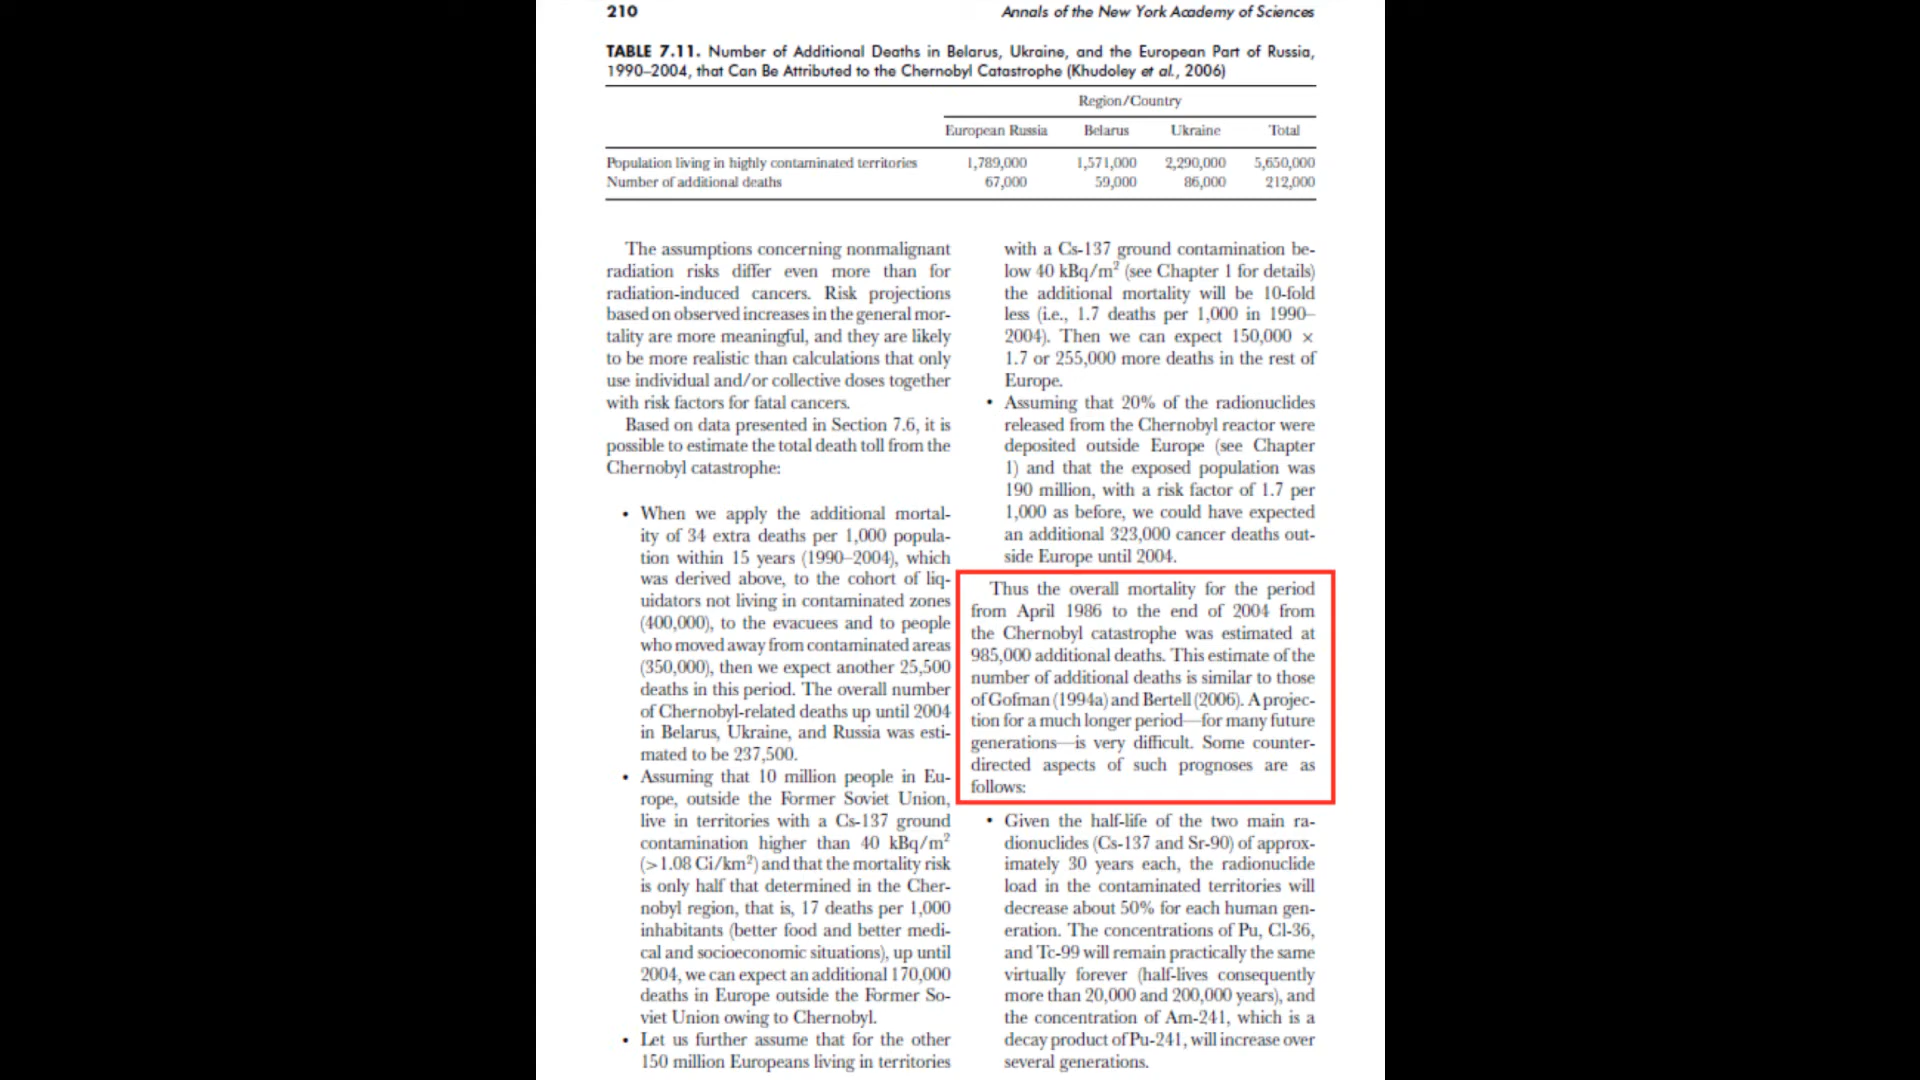 210
Annals of the New York Academy of Sciences
TABLE 7.11. Number of Additional Deaths in Belarus, Ukraine, and the European Part of Russia,
1990–2004, that Can Be Attributed to the Chernobyl Catastrophe (Khudoley et al., 2006)
Region/Country
European Russia Belarus Ukraine Total
Population living in highly contaminated territories 1,789,000 1,571,000 2,290,000 5,650,000
Number of additional deaths 67,000 59,000 86,000 212,000
The assumptions concerning nonmalignant
radiation risks differ even more than for
radiation-induced cancers. Risk projections
based on observed increases in the general mor-
tality are more meaningful, and they are likely
to be more realistic than calculations that only
use individual and/or collective doses together
with risk factors for fatal cancers.
Based on data presented in Section 7.6, it is
possible to estimate the total death toll from the
Chernobyl catastrophe:
• When we apply the additional mortal-
ity of 34 extra deaths per 1,000 popula-
tion within 15 years (1990–2004), which
was derived above, to the cohort of liq-
uidators not living in contaminated zones
(400,000), to the evacuees and to people
who moved away from contaminated areas
(350,000), then we expect another 25,500
deaths in this period. The overall number
of Chernobyl-related deaths up until 2004
in Belarus, Ukraine, and Russia was esti-
mated to be 237,500.
• Assuming that 10 million people in Eu-
rope, outside the Former Soviet Union,
live in territories with a Cs-137 ground
contamination higher than 40 kBq/m²
(>1.08 Ci/km²) and that the mortality risk
is only half that determined in the Cher-
nobyl region, that is, 17 deaths per 1,000
inhabitants (better food and better medi-
cal and socioeconomic situations), up until
2004, we can expect an additional 170,000
deaths in Europe outside the Former So-
viet Union owing to Chernobyl.
• Let us further assume that for the other
150 million Europeans living in territories
with a Cs-137 ground contamination be-
low 40 kBq/m² (see Chapter 1 for details)
the additional mortality will be 10-fold
less (i.e., 1.7 deaths per 1,000 in 1990–
2004). Then we can expect 150,000 ×
1.7 or 255,000 more deaths in the rest of
Europe.
• Assuming that 20% of the radionuclides
released from the Chernobyl reactor were
deposited outside Europe (see Chapter
1) and that the exposed population was
190 million, with a risk factor of 1.7 per
1,000 as before, we could have expected
an additional 323,000 cancer deaths out-
side Europe until 2004.
Thus the overall mortality for the period
from April 1986 to the end of 2004 from
the Chernobyl catastrophe was estimated at
985,000 additional deaths. This estimate of the
number of additional deaths is similar to those
of Gofman (1994a) and Bertell (2006). A projec-
tion for a much longer period—for many future
generations—is very difficult. Some counter-
directed aspects of such prognoses are as
follows:
• Given the half-life of the two main ra-
dionuclides (Cs-137 and Sr-90) of approx-
imately 30 years each, the radionuclide
load in the contaminated territories will
decrease about 50% for each human gen-
eration. The concentrations of Pu, Cl-36,
and Tc-99 will remain practically the same
virtually forever (half-lives consequently
more than 20,000 and 200,000 years), and
the concentration of Am-241, which is a
decay product of Pu-241, will increase over
several generations.